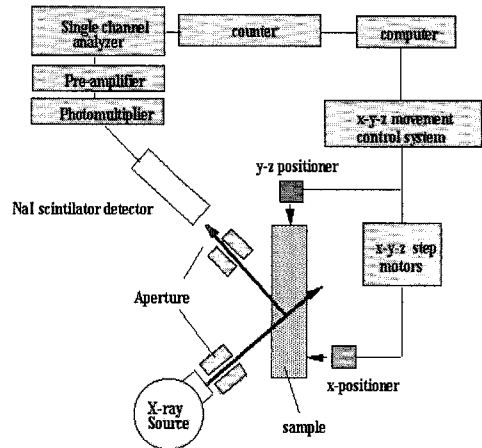 Single channel
analyzer
counter
computer
Pre-amplifier
Photomultiplier
x-y-z movement
control system
y-z positioner
NaI scintilator detector
x-y-z step
motors
Aperture
x-positioner
X-ray
Source
sample